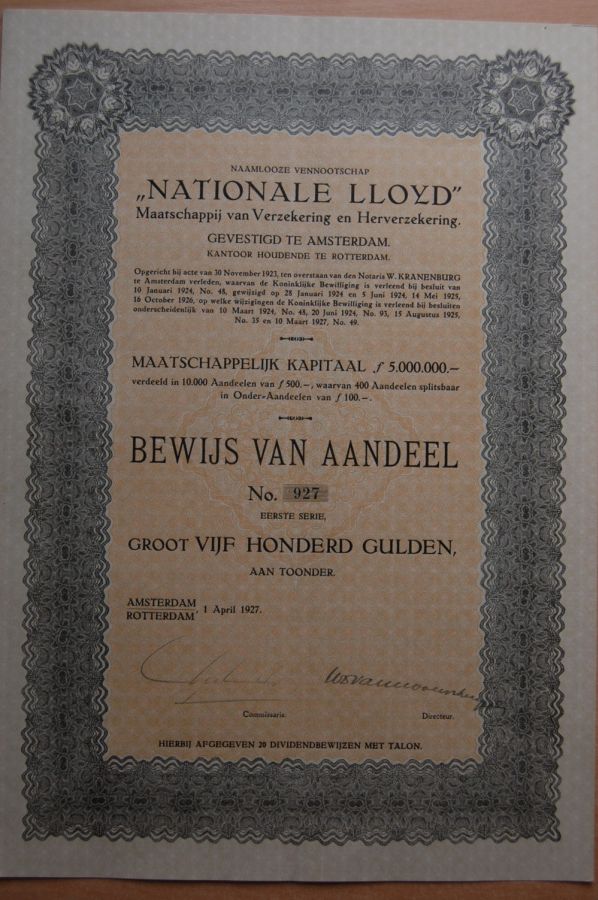 NAAMLOOZE VENNOOTSCHAP
„NATIONALE LLOYD”
Maatschappij van Verzekering en Herverzekering.
GEVESTIGD TE AMSTERDAM.
KANTOOR HOUDENDE TE ROTTERDAM.
Opgericht bij acte van 30 November 1923, ten overstaan van den Notaris W. KRANENBURG
te Amsterdam verleden, waarvan de Koninklijke Bewilliging is verleend bij besluit van
10 Januari 1924, No. 48, gewijzigd op 28 Januari 1924 en 5 Juni 1924, 14 Mei 1925,
16 October 1926, op welke wijzigingen de Koninklijke Bewilliging is verleend bij besluiten
onderscheidenlijk van 10 Maart 1924, No. 48, 20 Juni 1924, No. 93, 15 Augustus 1925,
No. 35 en 10 Maart 1927, No. 49.
MAATSCHAPPELIJK KAPITAAL ƒ 5.000.000.—
verdeeld in 10.000 Aandeelen van ƒ 500.—, waarvan 400 Aandeelen splitsbaar
in Onder-Aandeelen van ƒ 100.—.
BEWIJS VAN AANDEEL
No. 927
EERSTE SERIE,
GROOT VIJF HONDERD GULDEN,
AAN TOONDER.
AMSTERDAM
ROTTERDAM, 1 April 1927.
Commissaris. Directeur.
HIERBIJ AFGEGEVEN 20 DIVIDENDBEWIJZEN MET TALON.